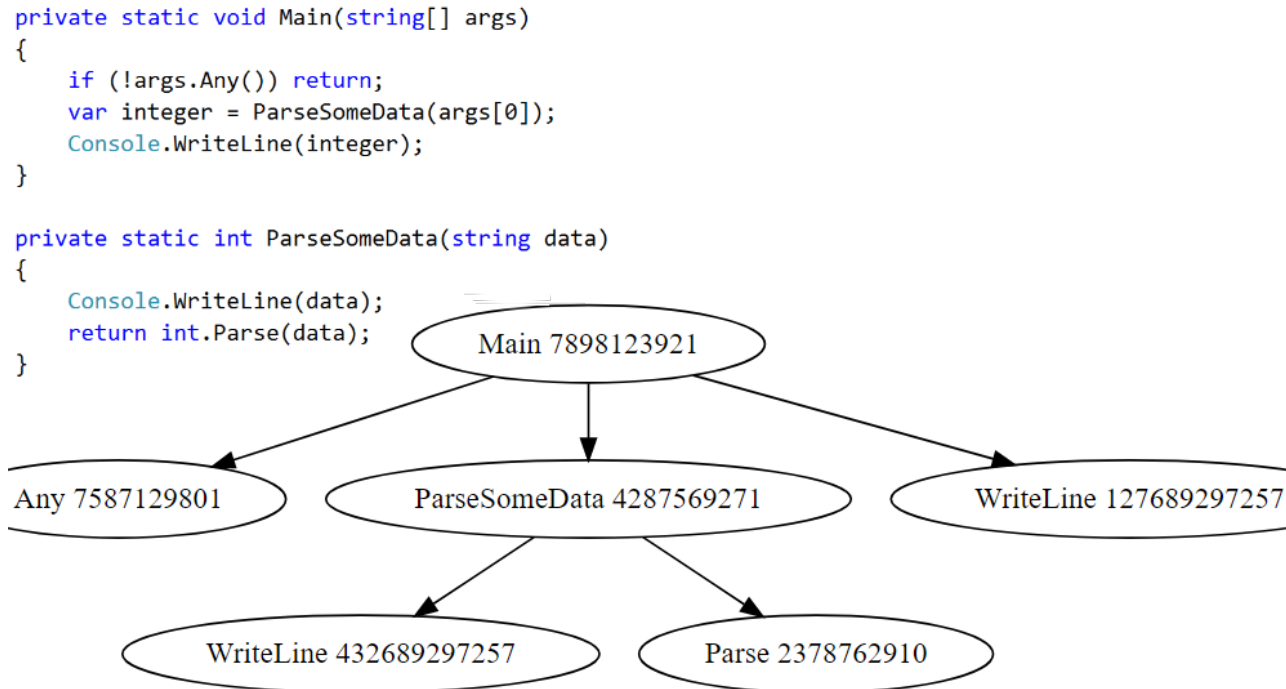 private static void Main(string[] args)
{
    if (!args.Any()) return;
    var integer = ParseSomeData(args[0]);
    Console.WriteLine(integer);
}
private static int ParseSomeData(string data)
{
    Console.WriteLine(data);
    return int.Parse(data);
}
Main 7898123921
Any 7587129801
ParseSomeData 4287569271
WriteLine 127689297257
WriteLine 432689297257
Parse 2378762910